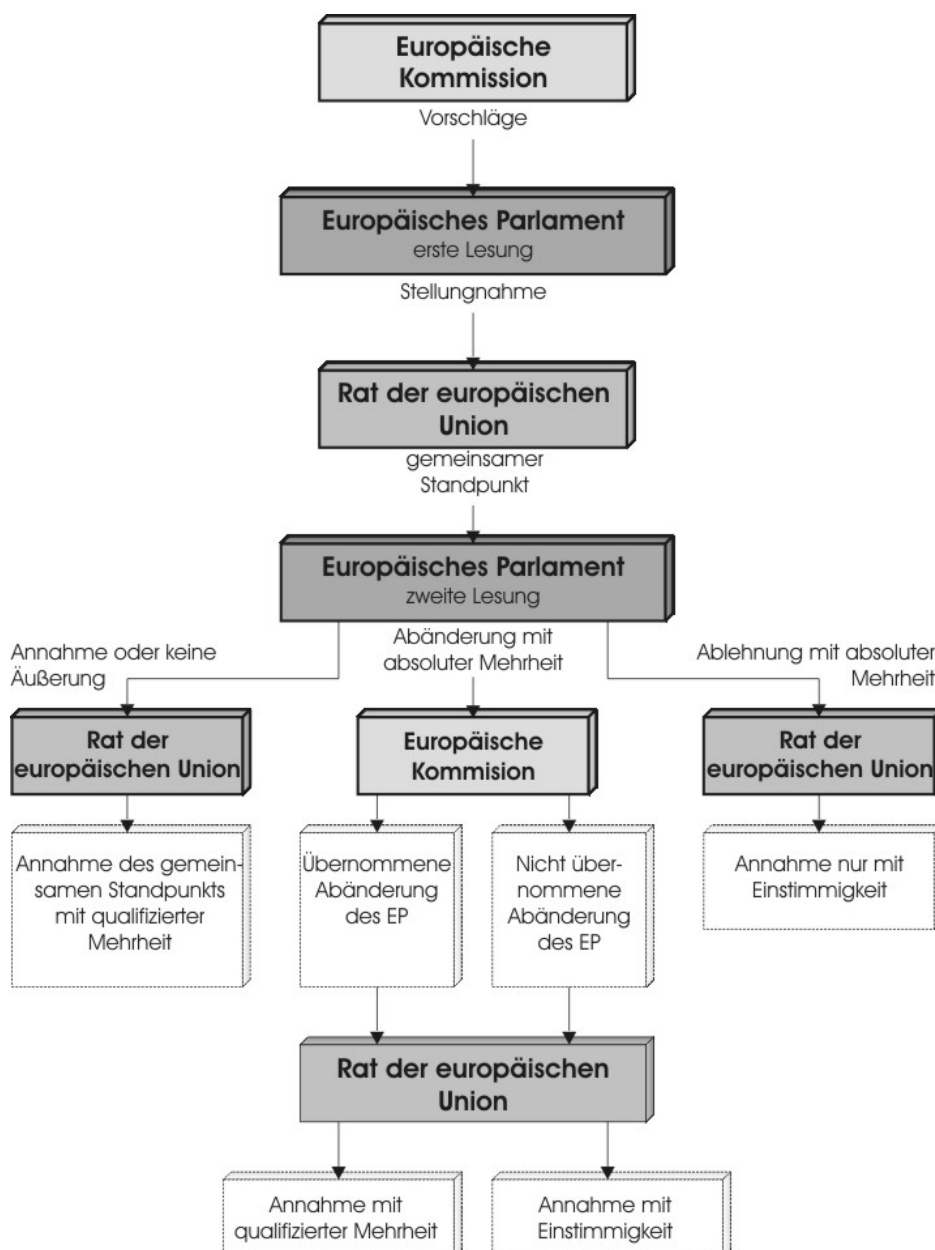 Europäische
Kommission
Vorschläge
Europäisches Parlament
erste Lesung
Stellungnahme
Rat der europäischen
Union
gemeinsamer
Standpunkt
Europäisches Parlament
zweite Lesung
Annahme oder keine
Äußerung
Abänderung mit
absoluter Mehrheit
Ablehnung mit absoluter
Mehrheit
Rat der
europäischen Union
Europäische
Kommision
Rat der
europäischen Union
Annahme des gemein-
samen Standpunkts
mit qualifizierter
Mehrheit
Übernommene
Abänderung
des EP
Nicht über-
nommene
Abänderung
des EP
Annahme nur mit
Einstimmigkeit
Rat der europäischen
Union
Annahme mit
qualifizierter Mehrheit
Annahme mit
Einstimmigkeit